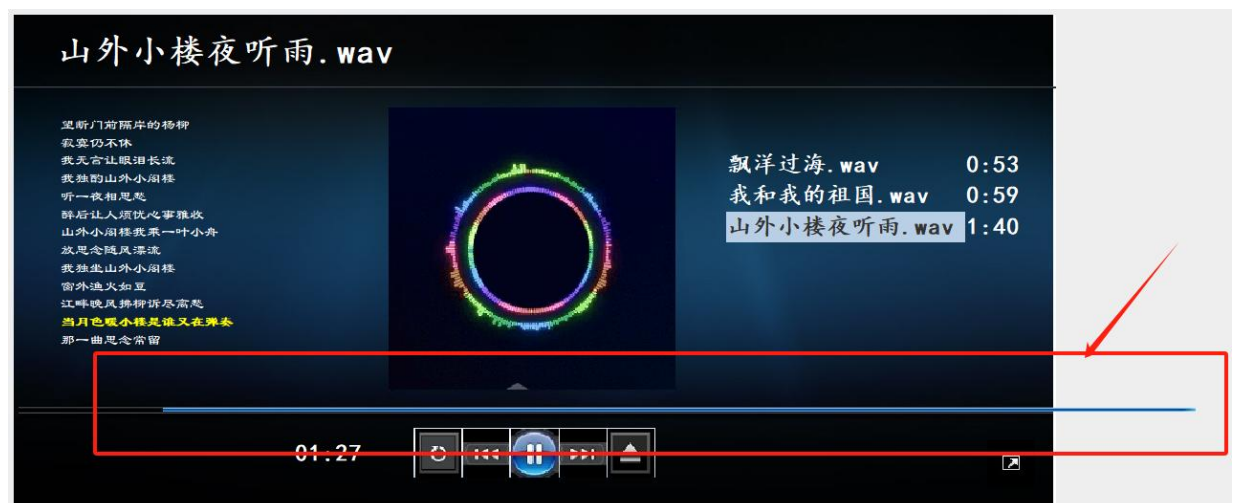 山外小楼夜听雨.wav
望断门前隔岸的杨柳
寂寞仍不休
我无言让眼泪长流
我独酌山外小阁楼
听一夜相思愁
醉后让人烦忧心事雅收
山外小阁楼我乘一叶小舟
放思念随风漂流
我独坐山外小阁楼
窗外渔火如豆
江畔晚风拂柳诉尽离愁
当月色暖小楼是谁又在弹奏
那一曲思念常留
飘洋过海.wav 0:53
我和我的祖国.wav 0:59
山外小楼夜听雨.wav 1:40
01:27